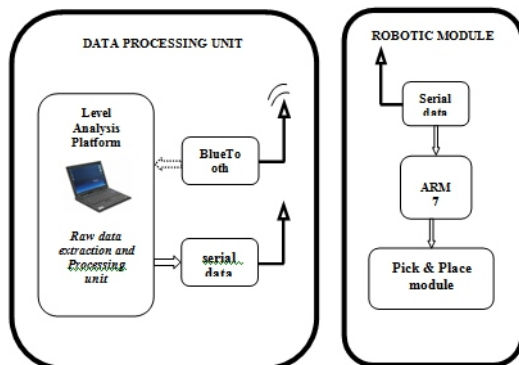 DATA PROCESSING UNIT
Level
Analysis
Platform
Raw data
extraction and
Processing
unit
BlueTo
oth
serial
data
ROBOTIC MODULE
Serial
data
ARM
7
Pick & Place
module